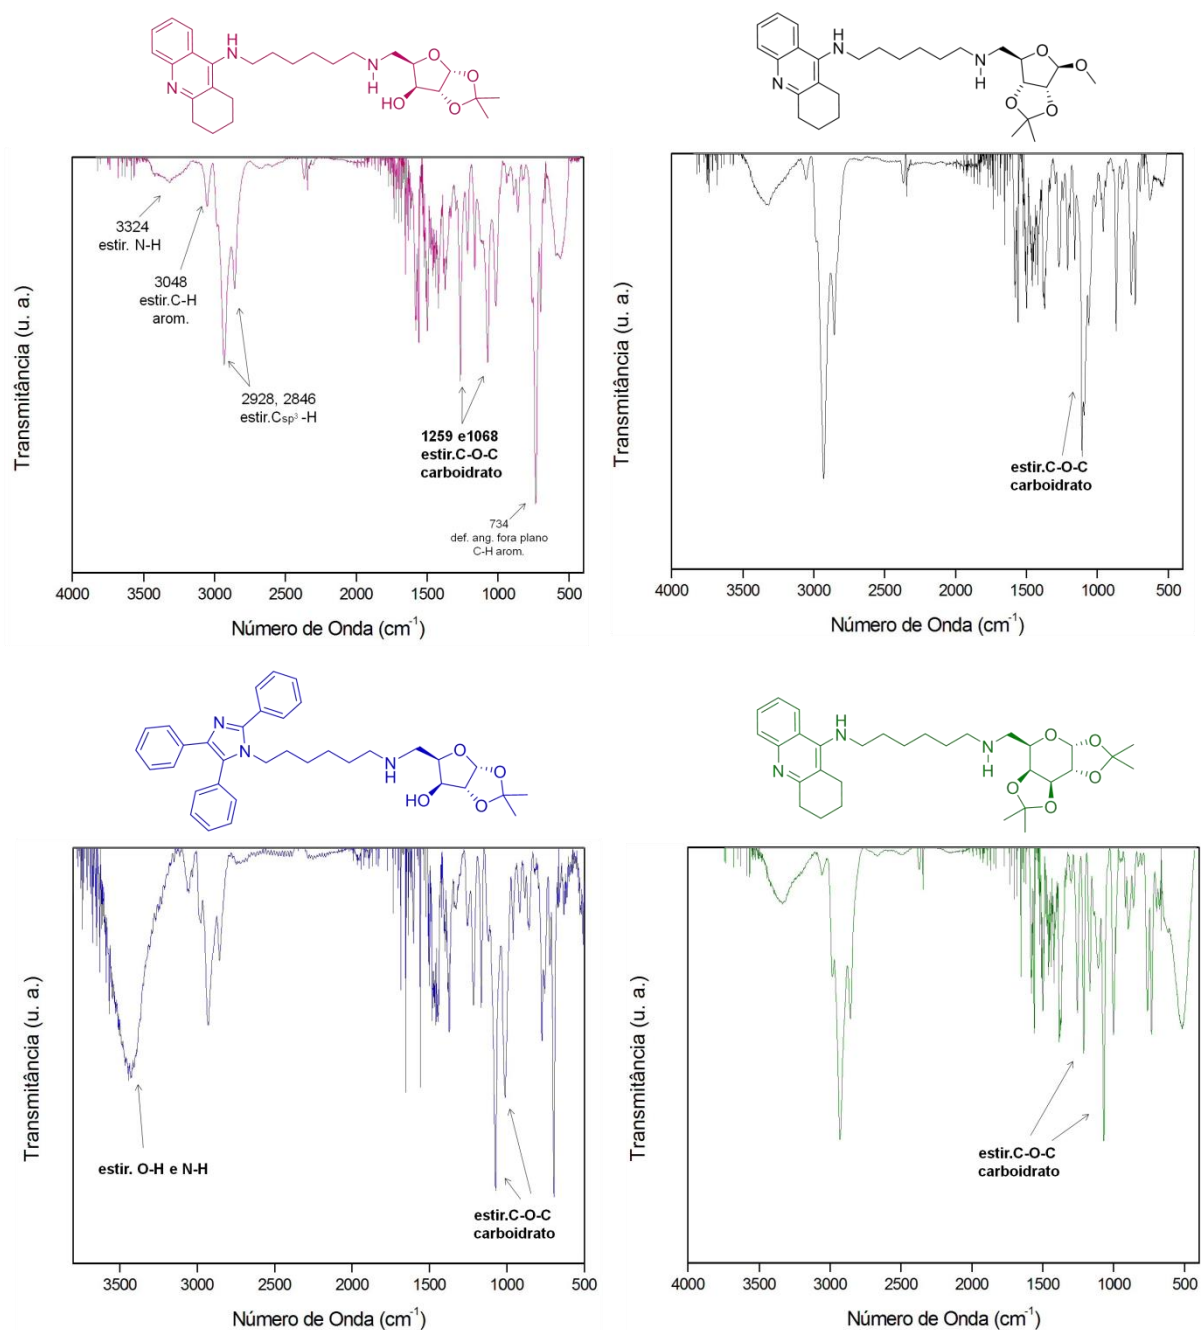 H
N
N
N
H
O
HO
O
O
H
N
N
N
H
O
O
O
O
Transmitância (u. a.)
3324
estir. N-H
3048
estir.C-H
arom.
2928, 2846
estir.Csp³ -H
1259 e1068
estir.C-O-C
carboidrato
734
def. ang. fora plano
C-H arom.
4000 3500 3000 2500 2000 1500 1000 500
Número de Onda (cm⁻¹)
Transmitância (u. a.)
estir.C-O-C
carboidrato
4000 3500 3000 2500 2000 1500 1000 500
Número de Onda (cm⁻¹)
N
N
N
H
O
HO
O
O
H
N
N
N
H
O
O
O
O
O
Transmitância (u. a.)
estir. O-H e N-H
estir.C-O-C
carboidrato
3500 3000 2500 2000 1500 1000 500
Número de Onda (cm⁻¹)
Transmitância (u. a.)
estir.C-O-C
carboidrato
4000 3500 3000 2500 2000 1500 1000 500
Número de Onda (cm⁻¹)